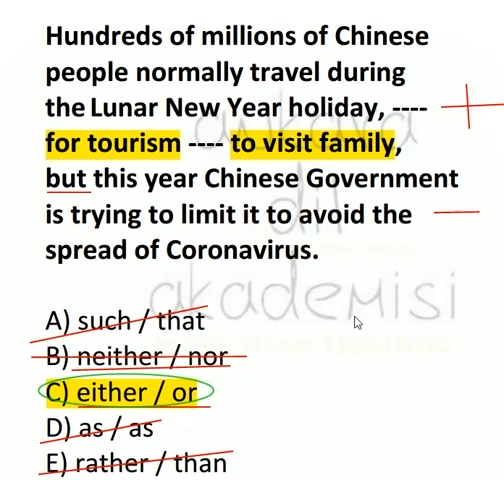 Hundreds of millions of Chinese
people normally travel during
the Lunar New Year holiday, ----
for tourism ---- to visit family,
but this year Chinese Government
is trying to limit it to avoid the
spread of Coronavirus.
ankara
dil
akademisi
A) such / that
B) neither / nor
C) either / or
D) as / as
E) rather / than